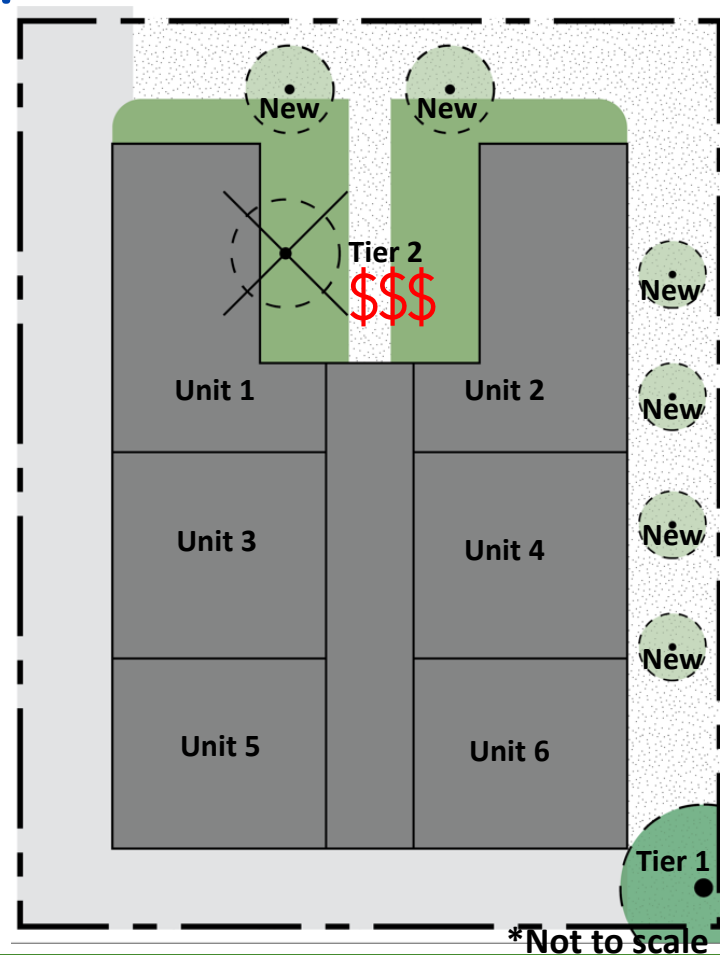 New
New
Tier 2
$$$
New
Unit 1
Unit 2
New
New
Unit 3
Unit 4
New
Unit 5
Unit 6
Tier 1
*Not to scale